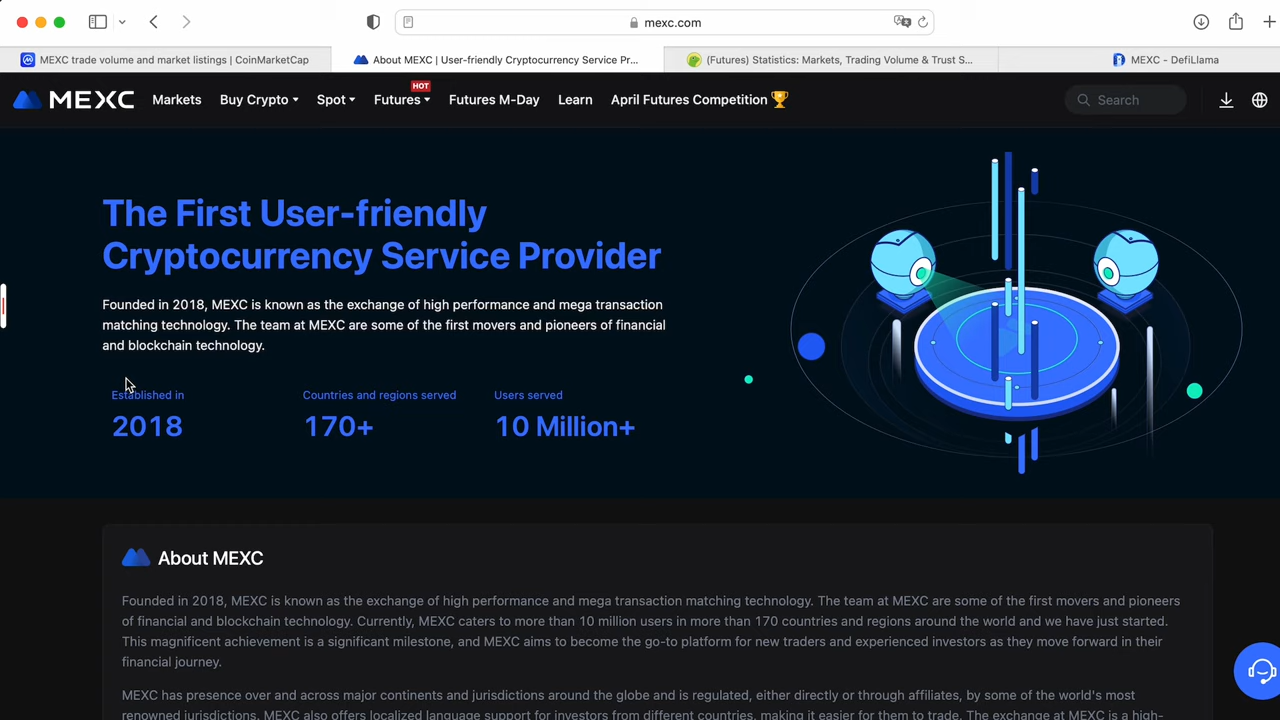 mexc.com
MEXC trade volume and market listings | CoinMarketCap
About MEXC | User-friendly Cryptocurrency Service Pr...
(Futures) Statistics: Markets, Trading Volume & Trust S...
MEXC - DefiLlama
MEXC
Markets
Buy Crypto
Spot
HOT
Futures
Futures M-Day
Learn
April Futures Competition
Search
The First User-friendly
Cryptocurrency Service Provider
Founded in 2018, MEXC is known as the exchange of high performance and mega transaction
matching technology. The team at MEXC are some of the first movers and pioneers of financial
and blockchain technology.
Established in
Countries and regions served
Users served
2018
170+
10 Million+
About MEXC
Founded in 2018, MEXC is known as the exchange of high performance and mega transaction matching technology. The team at MEXC are some of the first movers and pioneers
of financial and blockchain technology. Currently, MEXC caters to more than 10 million users in more than 170 countries and regions around the world and we have just started.
This magnificent achievement is a significant milestone, and MEXC aims to become the go-to platform for new traders and experienced investors as they move forward in their
financial journey.
MEXC has presence over and across major continents and jurisdictions around the globe and is regulated, either directly or through affiliates, by some of the world's most
renowned jurisdictions. MEXC also offers localized language support for investors from different countries, making it easier for them to trade. The exchange at MEXC is a high-